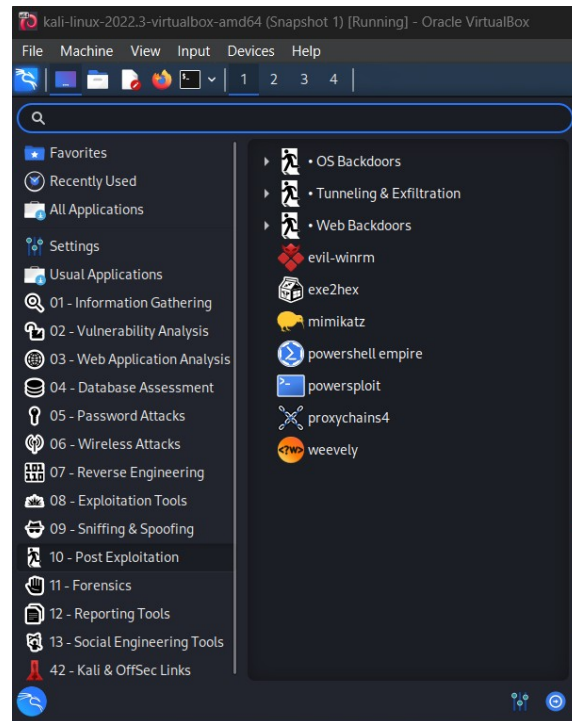 kali-linux-2022.3-virtualbox-amd64 (Snapshot 1) [Running] - Oracle VirtualBox
File Machine View Input Devices Help
1 2 3 4
Favorites
Recently Used
All Applications
Settings
Usual Applications
01 - Information Gathering
02 - Vulnerability Analysis
03 - Web Application Analysis
04 - Database Assessment
05 - Password Attacks
06 - Wireless Attacks
07 - Reverse Engineering
08 - Exploitation Tools
09 - Sniffing & Spoofing
10 - Post Exploitation
11 - Forensics
12 - Reporting Tools
13 - Social Engineering Tools
42 - Kali & OffSec Links
• OS Backdoors
• Tunneling & Exfiltration
• Web Backdoors
evil-winrm
exe2hex
mimikatz
powershell empire
powersploit
proxychains4
<?w> weevely